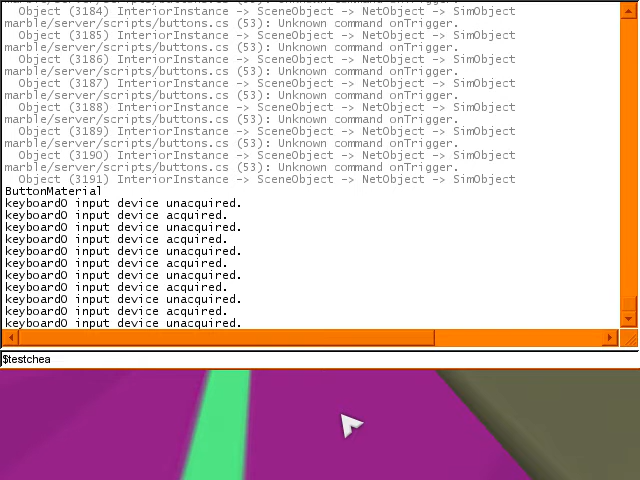 Object (3184) InteriorInstance -> SceneObject -> NetObject -> SimObject
marble/server/scripts/buttons.cs (53): Unknown command onTrigger.
Object (3185) InteriorInstance -> SceneObject -> NetObject -> SimObject
marble/server/scripts/buttons.cs (53): Unknown command onTrigger.
Object (3186) InteriorInstance -> SceneObject -> NetObject -> SimObject
marble/server/scripts/buttons.cs (53): Unknown command onTrigger.
Object (3187) InteriorInstance -> SceneObject -> NetObject -> SimObject
marble/server/scripts/buttons.cs (53): Unknown command onTrigger.
Object (3188) InteriorInstance -> SceneObject -> NetObject -> SimObject
marble/server/scripts/buttons.cs (53): Unknown command onTrigger.
Object (3189) InteriorInstance -> SceneObject -> NetObject -> SimObject
marble/server/scripts/buttons.cs (53): Unknown command onTrigger.
Object (3190) InteriorInstance -> SceneObject -> NetObject -> SimObject
marble/server/scripts/buttons.cs (53): Unknown command onTrigger.
Object (3191) InteriorInstance -> SceneObject -> NetObject -> SimObject
ButtonMaterial
keyboard0 input device unacquired.
keyboard0 input device acquired.
keyboard0 input device unacquired.
keyboard0 input device acquired.
keyboard0 input device unacquired.
keyboard0 input device acquired.
keyboard0 input device unacquired.
keyboard0 input device acquired.
keyboard0 input device unacquired.
keyboard0 input device acquired.
keyboard0 input device unacquired.
$testchea